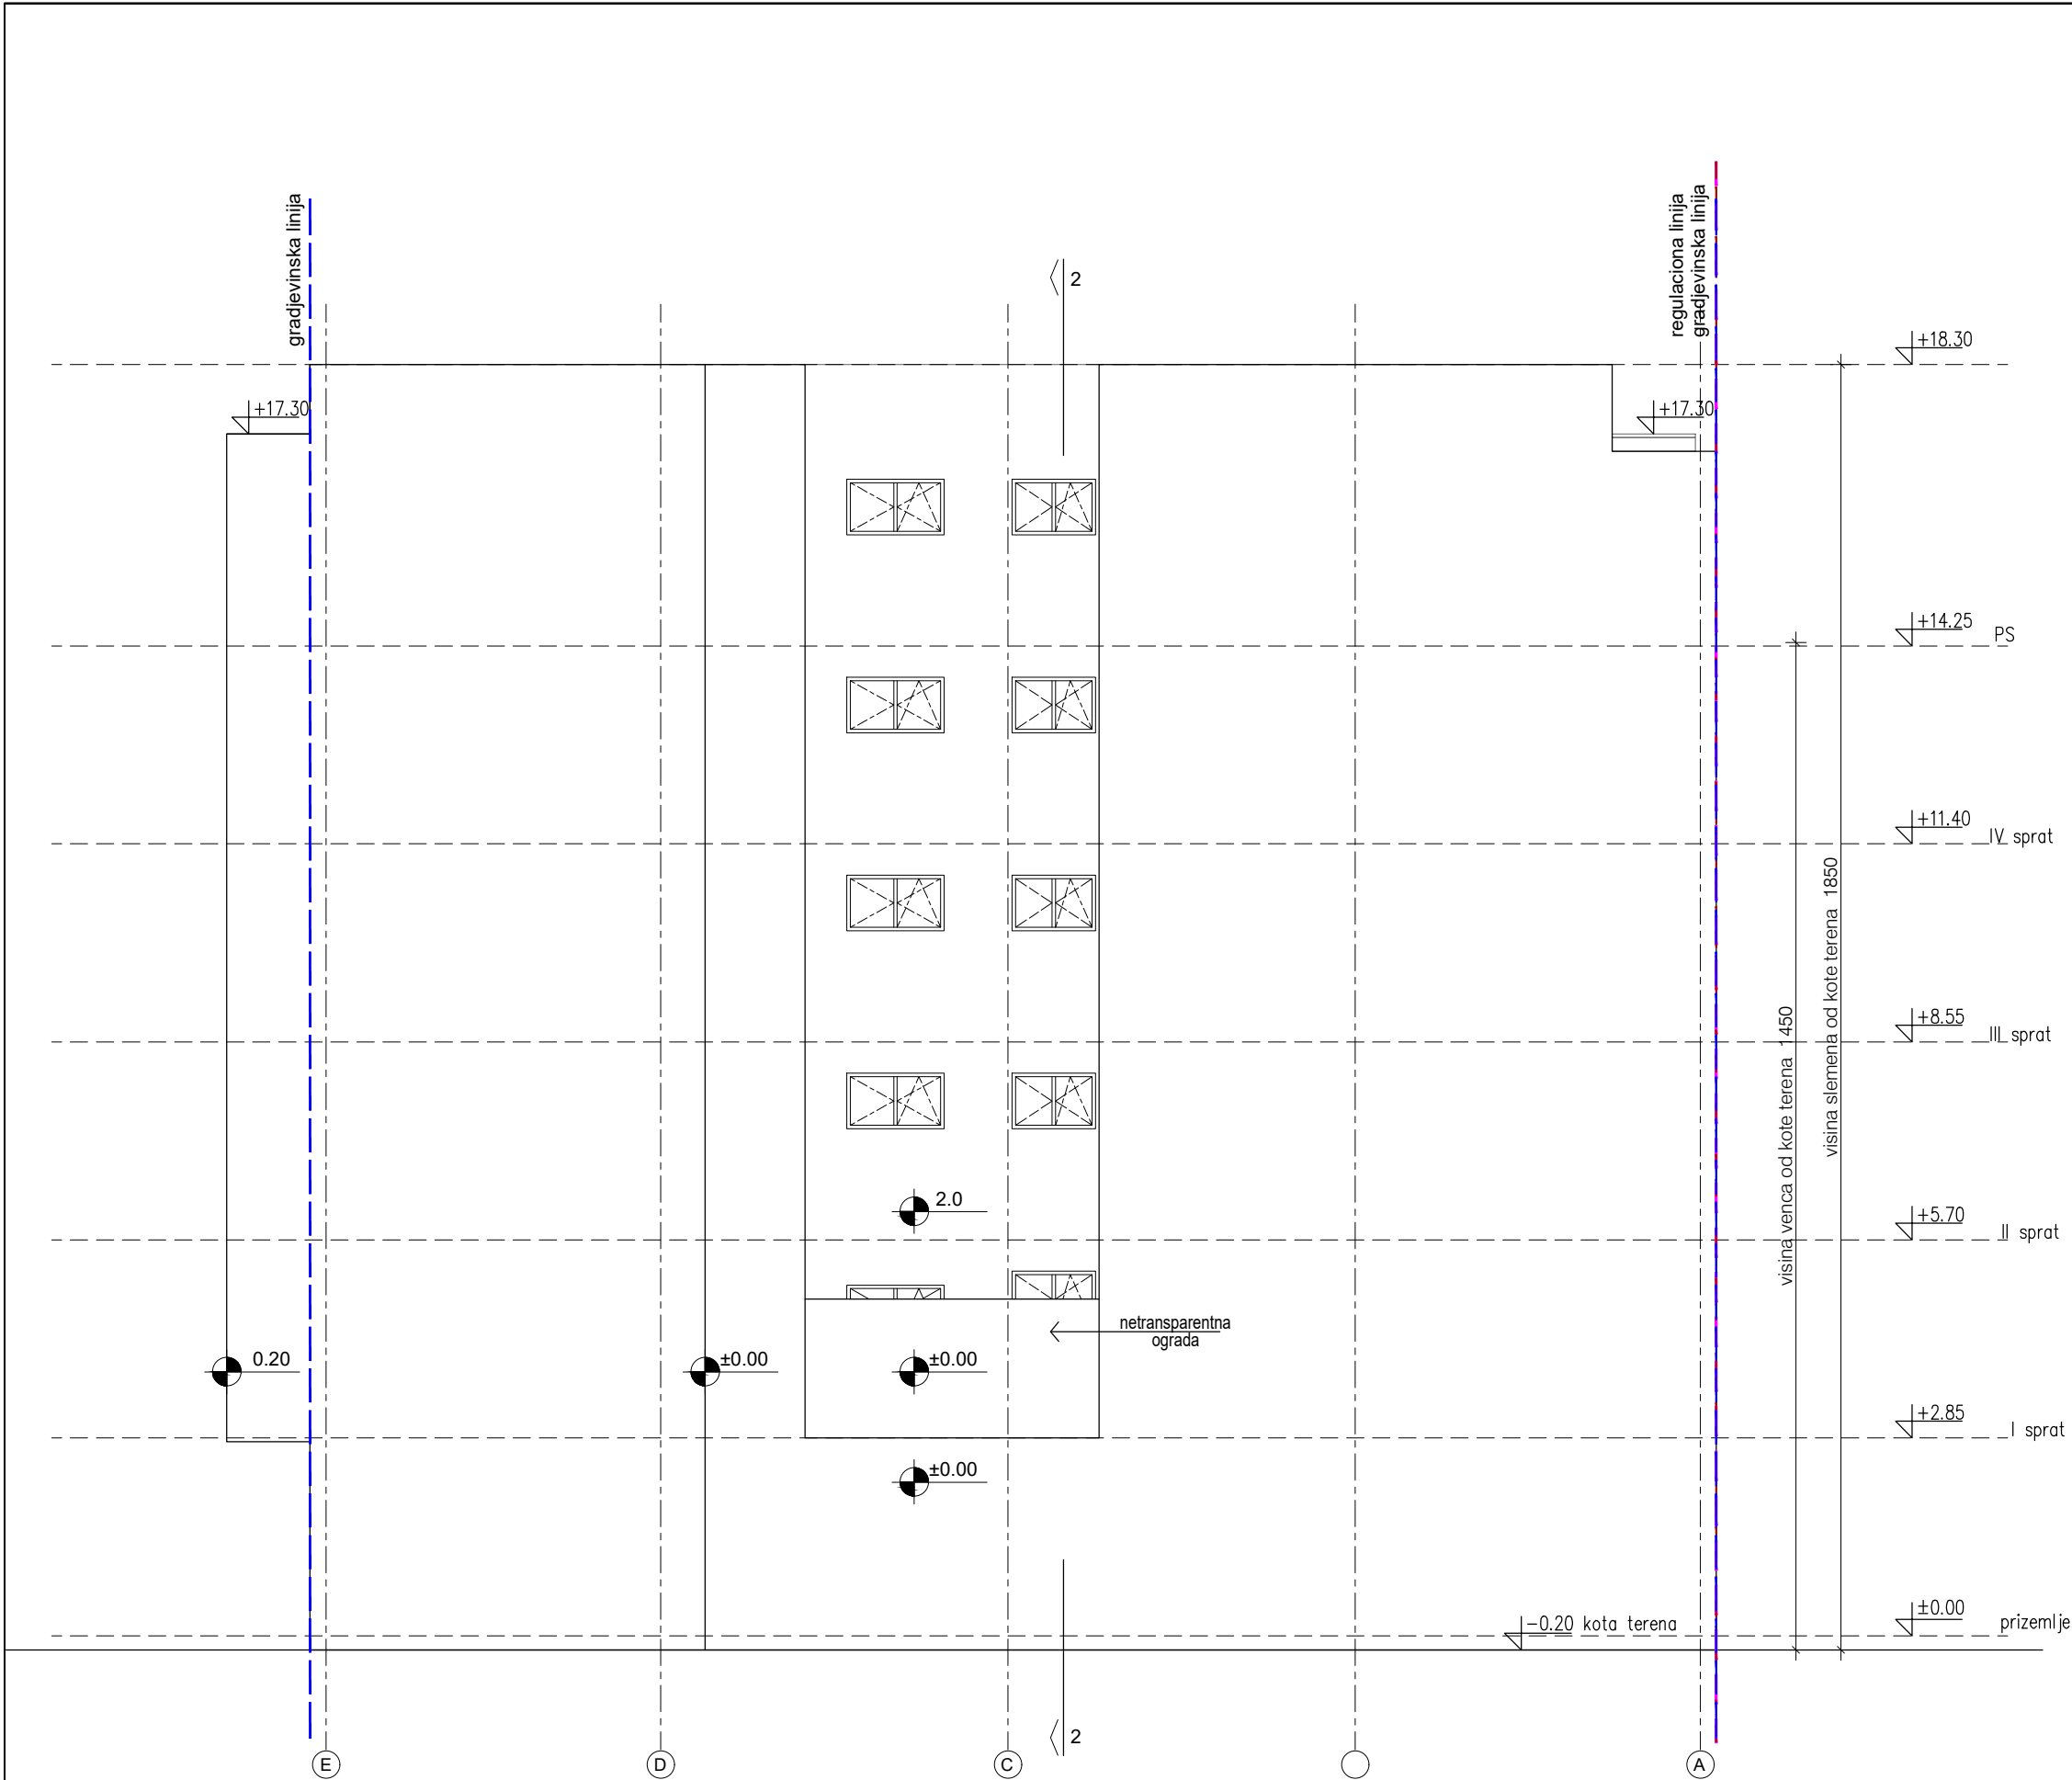 gradjevinska linija
regulaciona linija
gradjevinska linija
2
+18.30
+17.30
+17.30
+14.25
PS
+11.40
IV sprat
visina slemena od kote terena 1850
+8.55
III sprat
visina venca od kote terena 1450
2.0
+5.70
II sprat
netransparentna
ograda
0.20
±0.00
±0.00
+2.85
I sprat
±0.00
-0.20 kota terena
±0.00
prizemlje
2
E
D
C
A